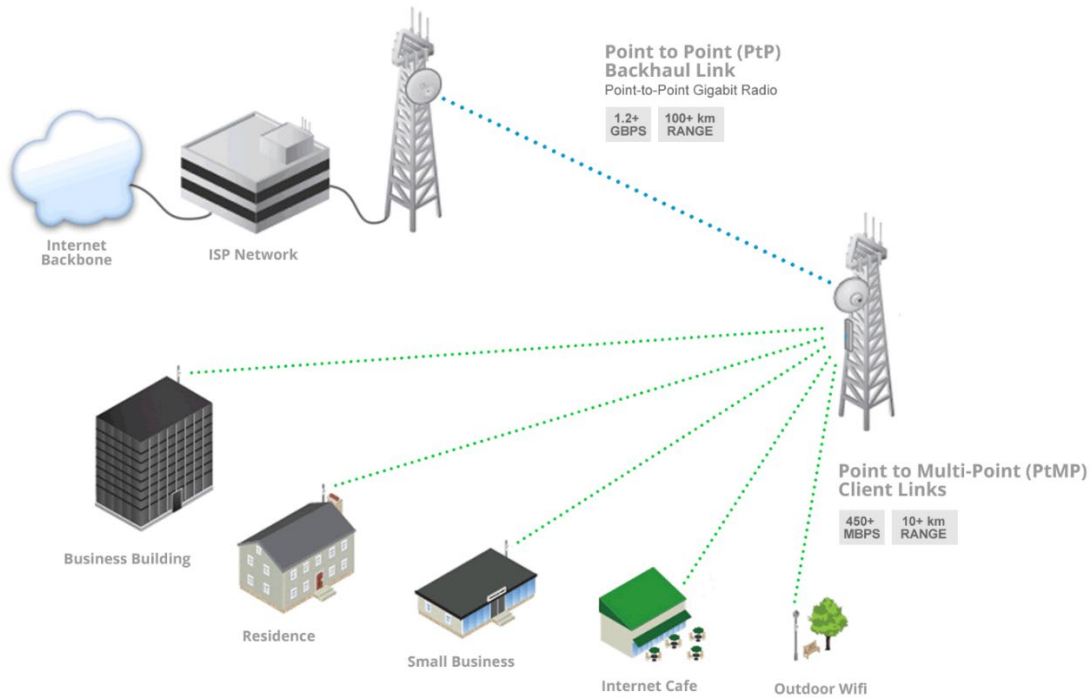 Point to Point (PtP)
Backhaul Link
Point-to-Point Gigabit Radio
1.2+
GBPS
100+ km
RANGE
Internet
Backbone
ISP Network
Point to Multi-Point (PtMP)
Client Links
450+
MBPS
10+ km
RANGE
Business Building
Residence
Small Business
Internet Cafe
Outdoor Wifi